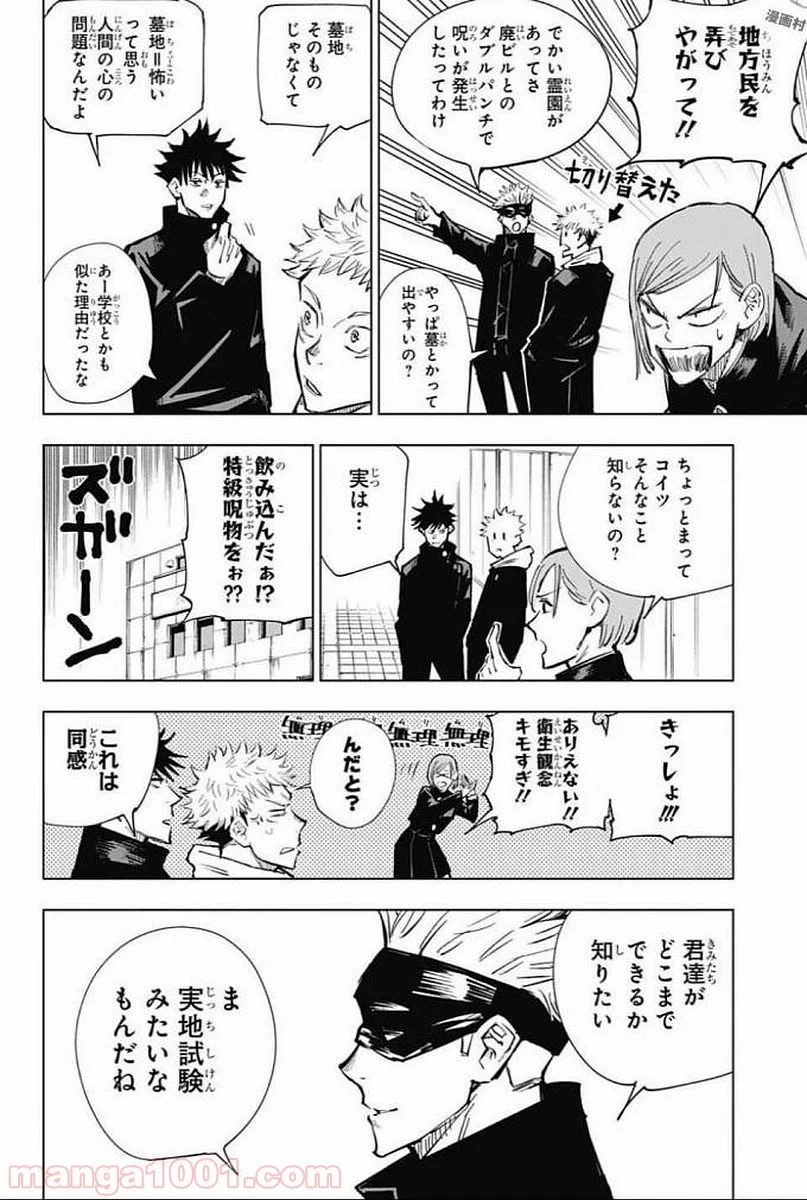 漫画村
地方民を
弄び
やがって!!
でかい霊園が
あってさ
廃ビルとの
ダブルパンチで
呪いが発生
したってわけ
切り替えた
やっぱ墓とかって
出やすいの?
墓地
そのもの
じゃなくて
墓地=怖い
って思う
人間の心の
問題なんだよ
あー学校とかも
似た理由だったな
ちょっとまって
コイツ
そんなこと
知らないの?
実は…
飲み込んだぁ!?
特級呪物をぉ??
ズガーン
きっしょ!!!
ありえない!!
衛生観念
キモすぎ!!
無理無理無理
んだと?
これは
同感
君達が
どこまで
できるか
知りたい
ま
実地試験
みたいな
もんだね
manga1001.com